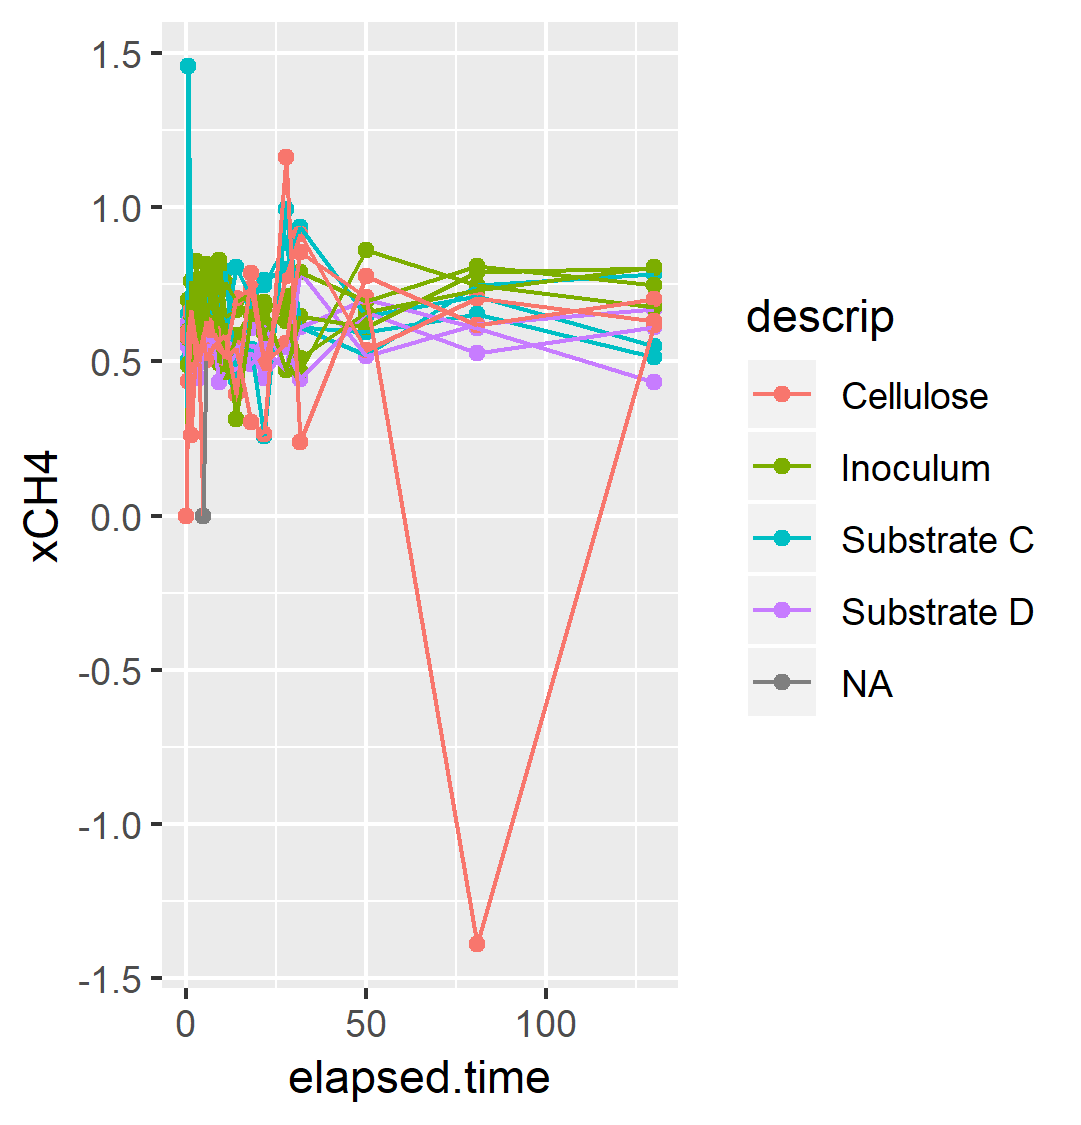 1.5
1.0
0.5
0.0
-0.5
-1.0
-1.5
xCH4
0
50
100
elapsed.time
descrip
Cellulose
Inoculum
Substrate C
Substrate D
NA